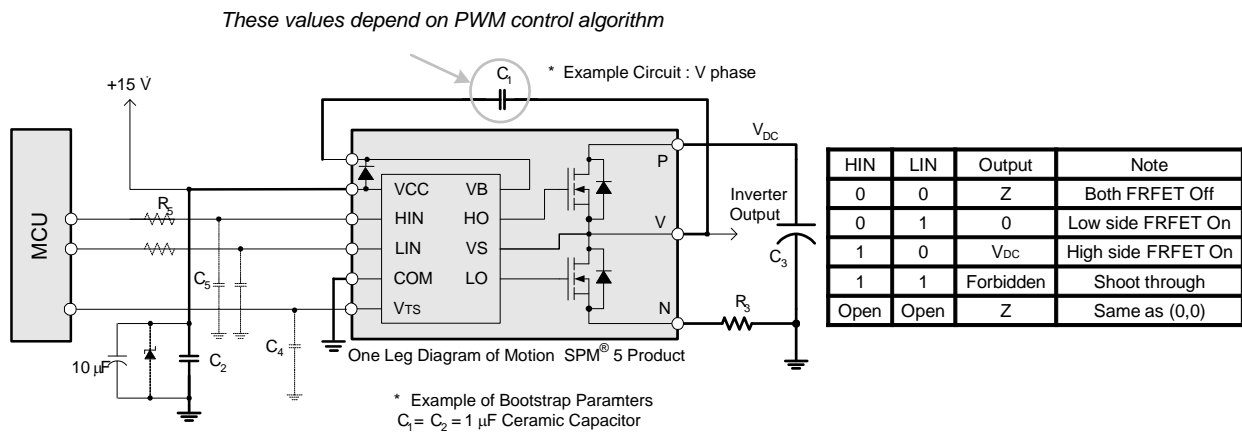 These values depend on PWM control algorithm
C1
* Example Circuit : V phase
+15 V
MCU
R5
C5
10 μF
C2
C4
VCC
HIN
LIN
COM
VTS
VB
HO
VS
LO
P
V
N
VDC
Inverter
Output
C3
R3
One Leg Diagram of Motion SPM® 5 Product
* Example of Bootstrap Paramters
C1= C2 = 1 μF Ceramic Capacitor
HIN LIN Output Note
0 0 Z Both FRFET Off
0 1 0 Low side FRFET On
1 0 VDC High side FRFET On
1 1 Forbidden Shoot through
Open Open Z Same as (0,0)